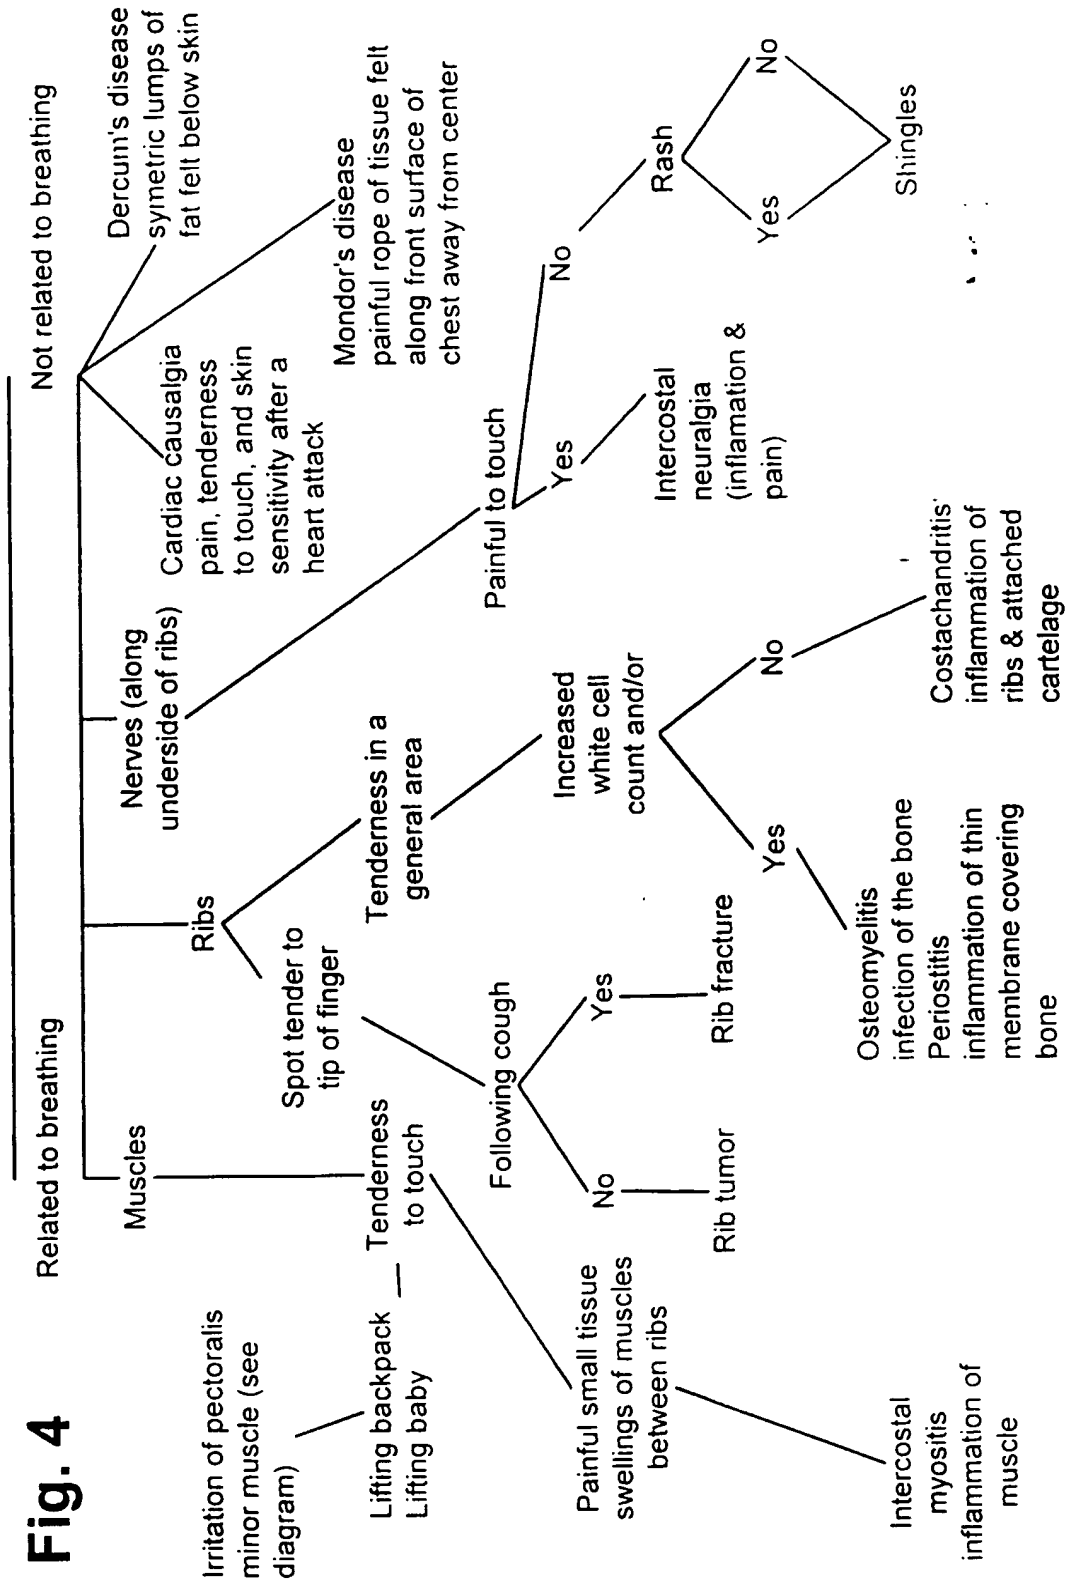 Fig. 4
Related to breathing
Not related to breathing
Muscles
Ribs
Nerves (along
underside of ribs)
Cardiac causalgia
pain, tenderness
to touch, and skin
sensitivity after a
heart attack
Dercum's disease
symetric lumps of
fat felt below skin
Mondor's disease
painful rope of tissue felt
along front surface of
chest away from center
Irritation of pectoralis
minor muscle (see
diagram)
Lifting backpack
Lifting baby
Tenderness
to touch
Spot tender to
tip of finger
Tenderness in a
general area
Painful to touch
Following cough
No
Yes
Rib tumor
Rib fracture
Painful small tissue
swellings of muscles
between ribs
Intercostal
myositis
inflammation of
muscle
Increased
white cell
count and/or
Yes
No
Osteomyelitis
infection of the bone
Periostitis
inflammation of thin
membrane covering
bone
Costachandritis
inflammation of
ribs & attached
cartelage
Yes
No
Intercostal
neuralgia
(inflamation &
pain)
Rash
Yes
No
Shingles